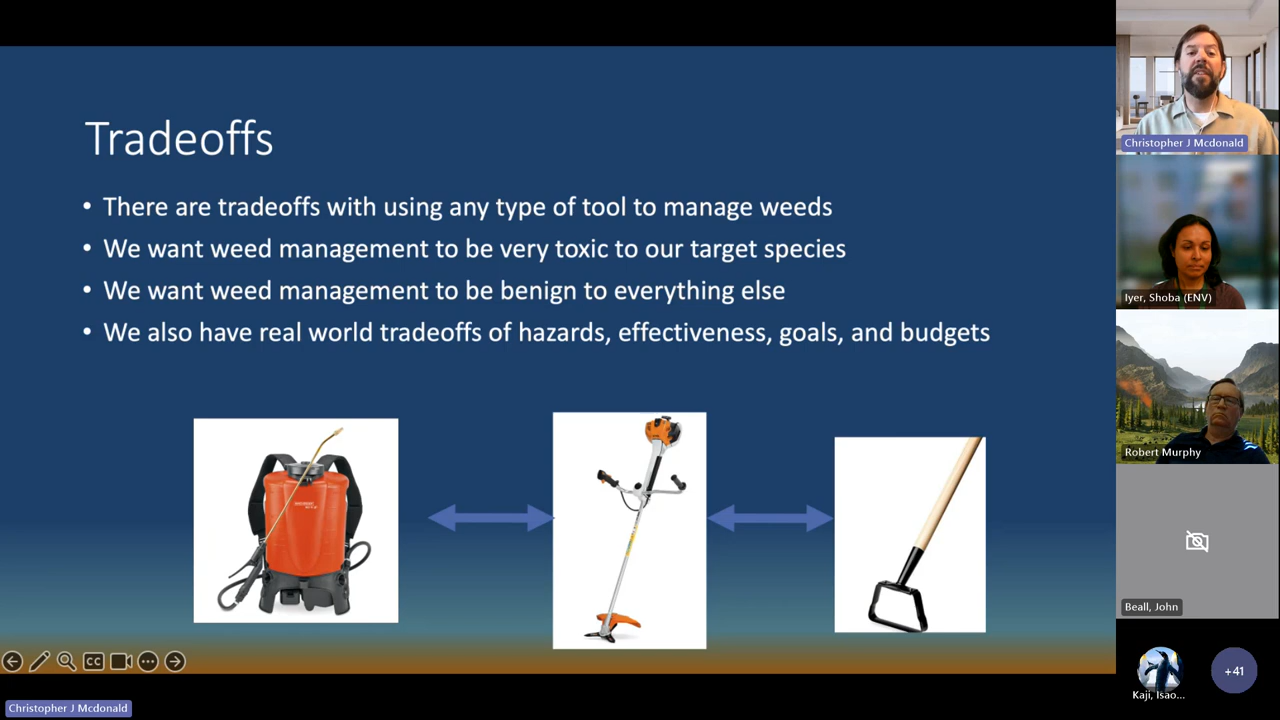 Tradeoffs
• There are tradeoffs with using any type of tool to manage weeds
• We want weed management to be very toxic to our target species
• We want weed management to be benign to everything else
• We also have real world tradeoffs of hazards, effectiveness, goals, and budgets
CC
Christopher J Mcdonald
Christopher J Mcdonald
Iyer, Shoba (ENV)
Robert Murphy
Beall, John
Kaji, Isao...
+41